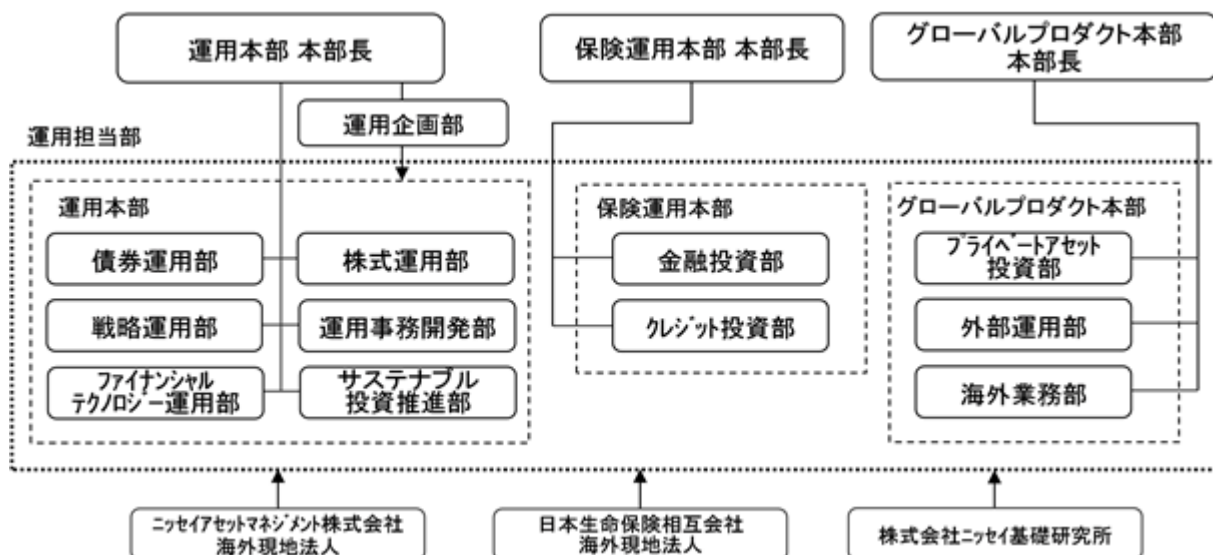 運用本部 本部長
保険運用本部 本部長
グローバルプロダクト本部
本部長
運用企画部
運用担当部
運用本部
債券運用部
株式運用部
戦略運用部
運用事務開発部
ファイナンシャル
テクノロジー運用部
サステナブル
投資推進部
保険運用本部
金融投資部
クレジット投資部
グローバルプロダクト本部
プライベートアセット
投資部
外部運用部
海外業務部
ニッセイアセットマネジメント株式会社
海外現地法人
日本生命保険相互会社
海外現地法人
株式会社ニッセイ基礎研究所